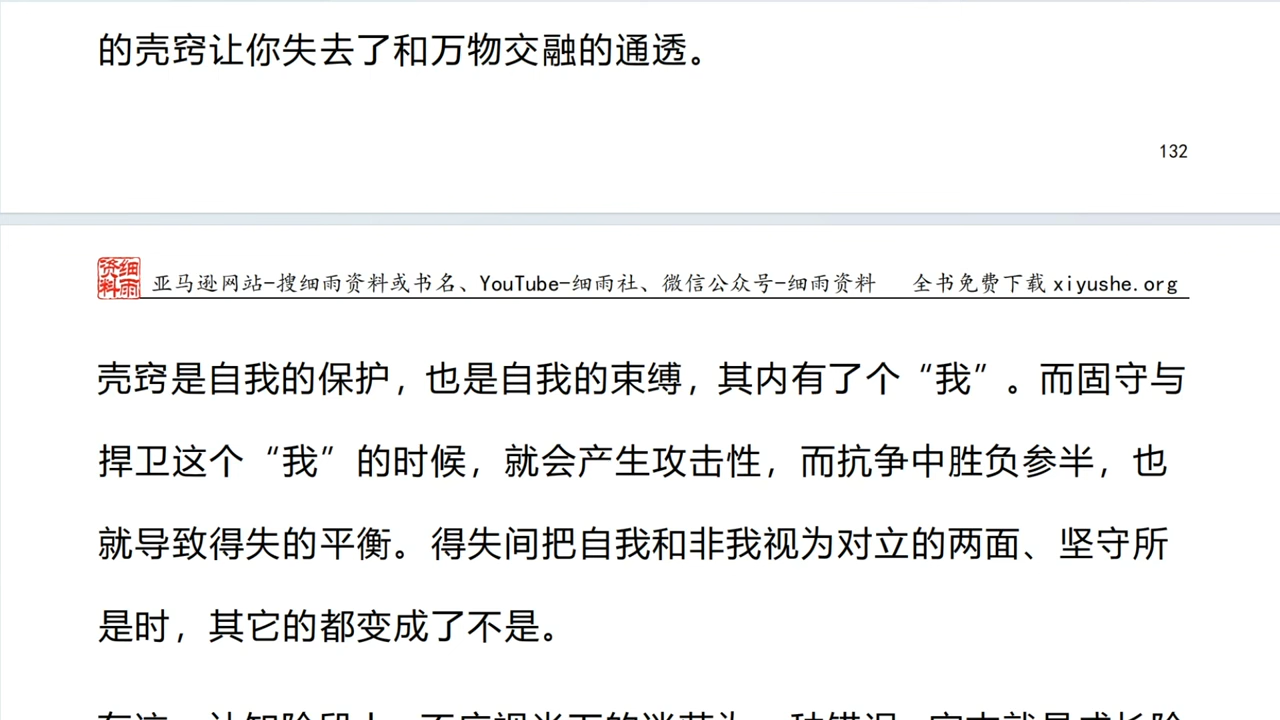 的壳窍让你失去了和万物交融的通透。
132
细雨资料
亚马逊网站-搜细雨资料或书名、YouTube-细雨社、微信公众号-细雨资料 全书免费下载 xiyushe.org
壳窍是自我的保护，也是自我的束缚，其内有了个“我”。而固守与
捍卫这个“我”的时候，就会产生攻击性，而抗争中胜负参半，也
就导致得失的平衡。得失间把自我和非我视为对立的两面、坚守所
是时，其它的都变成了不是。